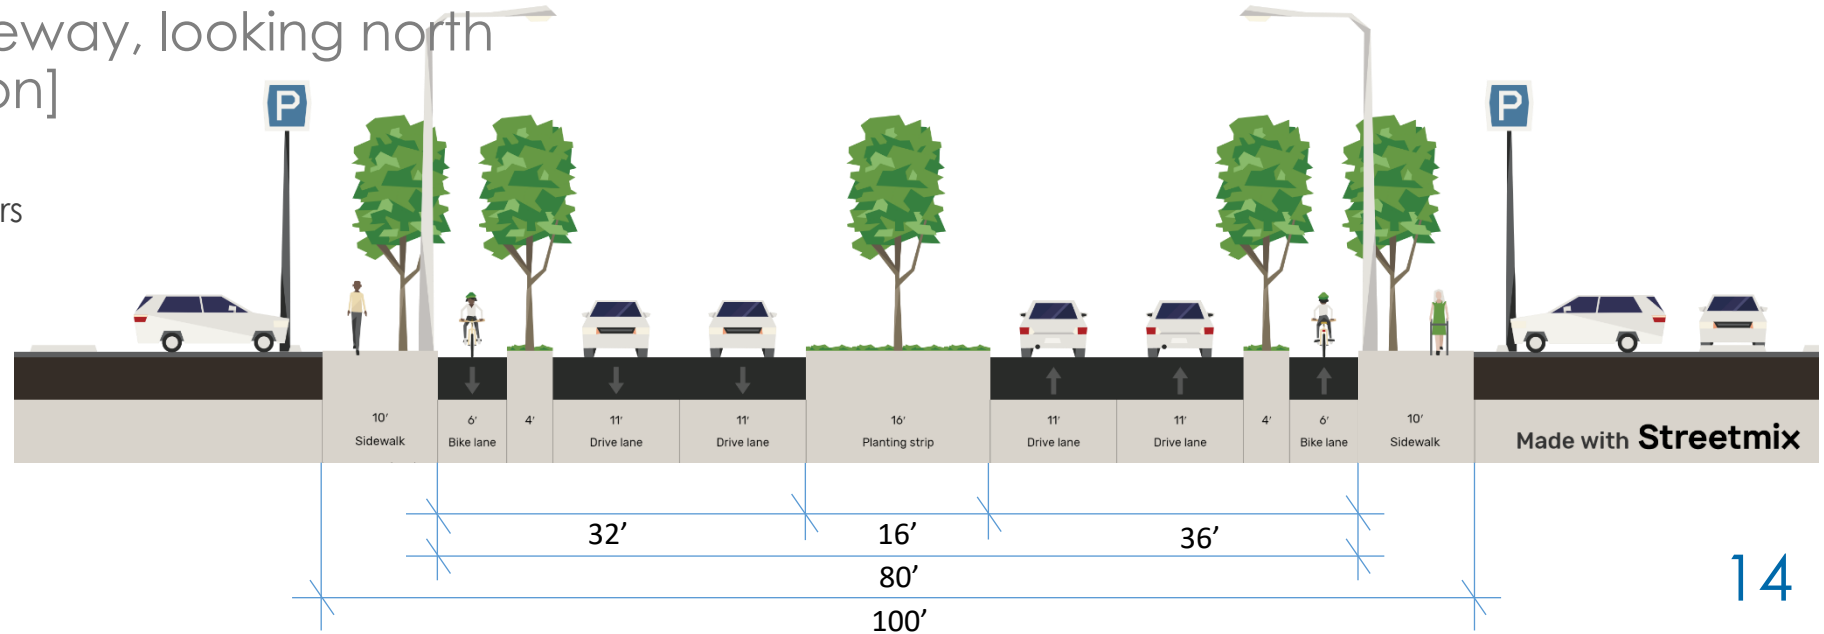 eway, looking north
on]
rs
P
P
10' 6' 4' 11' 11' 16' 11' 11' 4' 6' 10'
Sidewalk Bike lane Drive lane Drive lane Planting strip Drive lane Drive lane Bike lane Sidewalk
Made with Streetmix
32’ 16’ 36’
80’
100’
14